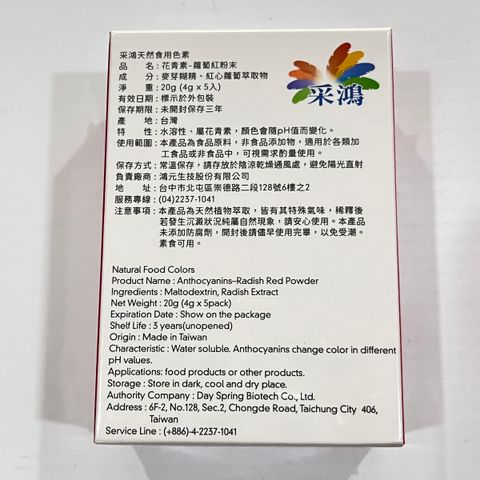 采鴻天然食用色素
采鴻
品　　名：花青素-蘿蔔紅粉末
成　　分：麥芽糊精、紅心蘿蔔萃取物
淨　　重：20g (4g x 5入)
有效日期：標示於外包裝
保存期限：未開封保存三年
產　　地：台灣
特　　性：水溶性、屬花青素，顏色會隨pH值而變化。
使用範圍：本產品為食品原料，非食品添加物，適用於各類加
工食品或非食品中，可視需求酌量使用。
保存方式：常溫保存，請存放於陰涼乾燥通風處，避免陽光直射
負責廠商：鴻元生技股份有限公司
地　　址：台中市北屯區崇德路二段128號6樓之2
服務專線：(04)2237-1041
注意事項：本產品為天然植物萃取，皆有其特殊氣味，稀釋後
若發生沉澱狀況純屬自然現象，請安心使用。本產品
未添加防腐劑，開封後請儘早使用完畢，以免受潮。
素食可用。
Natural Food Colors
Product Name : Anthocyanins–Radish Red Powder
Ingredients : Maltodextrin, Radish Extract
Net Weight : 20g (4g x 5pack)
Expiration Date : Show on the package
Shelf Life : 3 years(unopened)
Origin : Made in Taiwan
Characteristic : Water soluble. Anthocyanins change color in different
pH values.
Applications: food products or other products.
Storage : Store in dark, cool and dry place.
Authority Company : Day Spring Biotech Co., Ltd.
Address : 6F-2, No.128, Sec.2, Chongde Road, Taichung City 406,
Taiwan
Service Line : (+886)-4-2237-1041